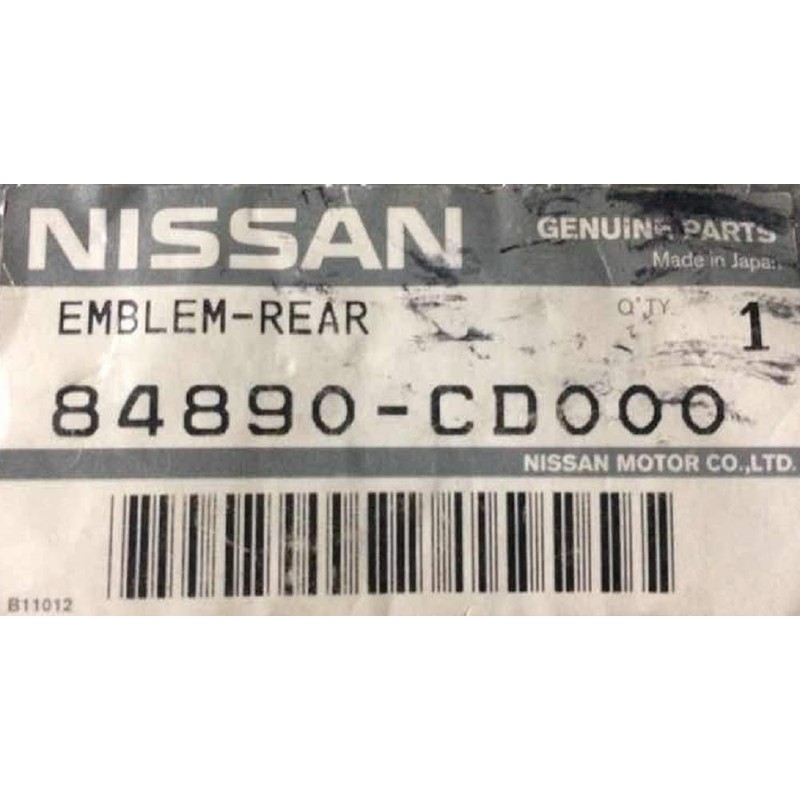 NISSAN GENUINE PARTS
Made in Japan
EMBLEM-REAR Q'TY 1
84890-CD000
NISSAN MOTOR CO.,LTD.
B11012